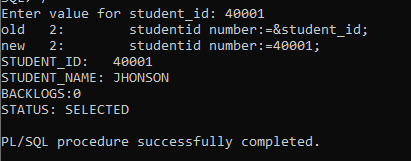 Enter value for student_id: 40001
old   2:         studentid number:=&student_id;
new   2:         studentid number:=40001;
STUDENT_ID:   40001
STUDENT_NAME: JHONSON
BACKLOGS:0
STATUS: SELECTED
PL/SQL procedure successfully completed.